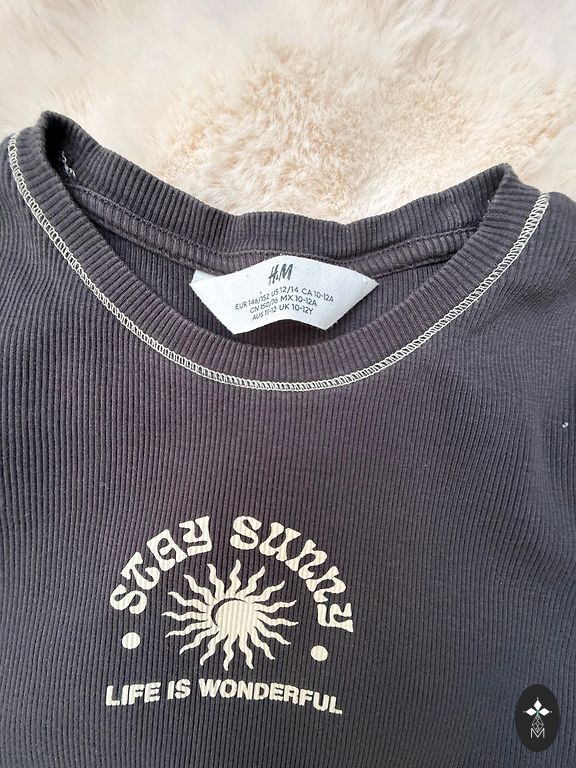 H&M
EUR 146/152 US 12/14 CA 10-12A
CN 150/76 MX 10-12A
AUS 11-12 UK 10-12Y
STAY SUNNY
LIFE IS WONDERFUL
M